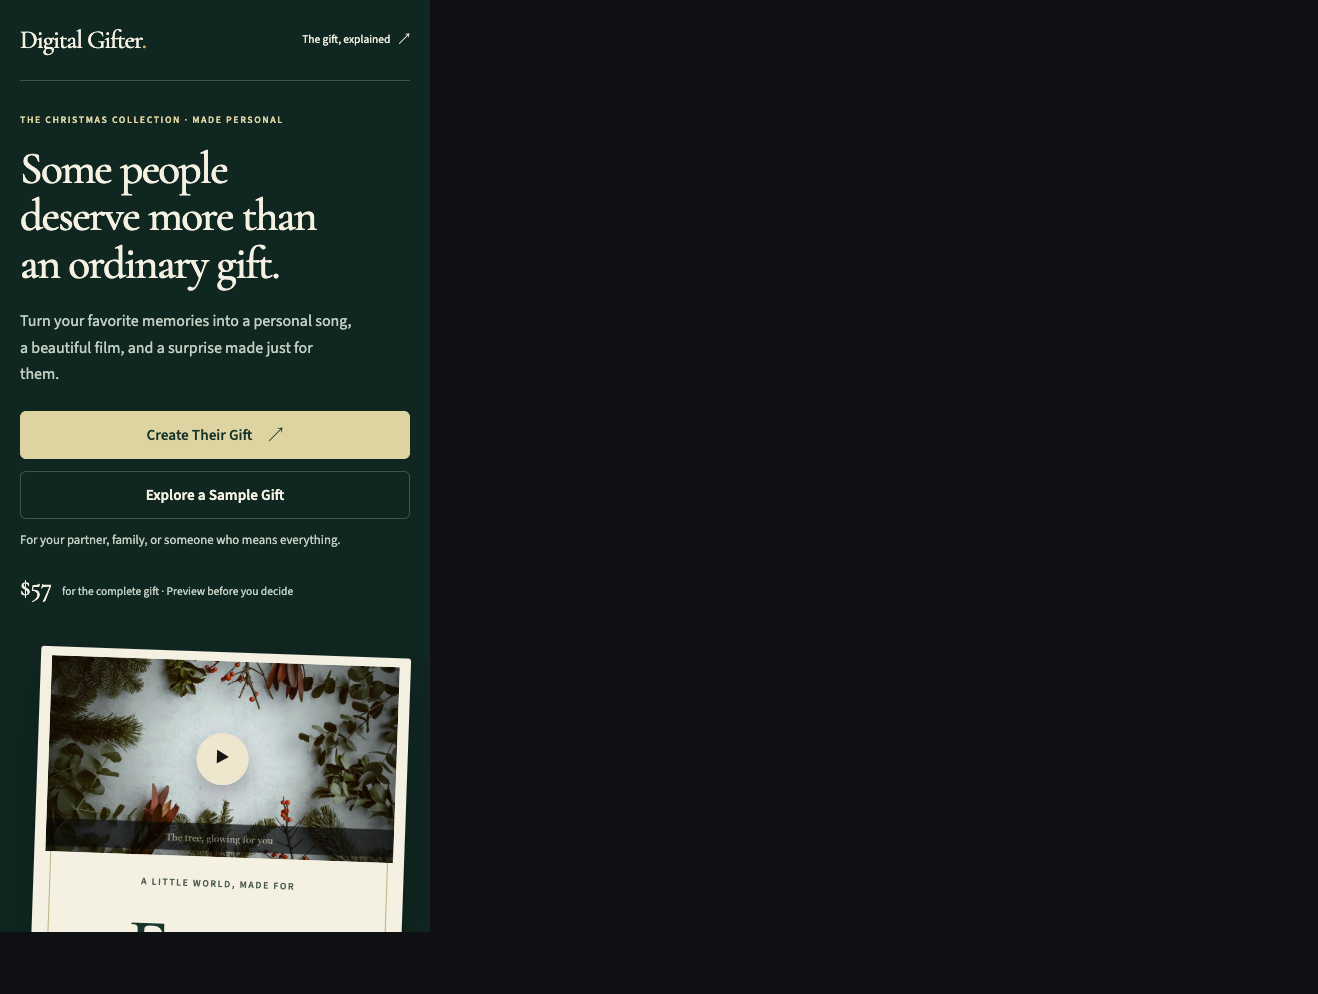 Digital Gifter.
The gift, explained ↗
THE CHRISTMAS COLLECTION · MADE PERSONAL
Some people
deserve more than
an ordinary gift.
Turn your favorite memories into a personal song,
a beautiful film, and a surprise made just for
them.
Create Their Gift ↗
Explore a Sample Gift
For your partner, family, or someone who means everything.
$57 for the complete gift · Preview before you decide
The tree, glowing for you
A LITTLE WORLD, MADE FOR